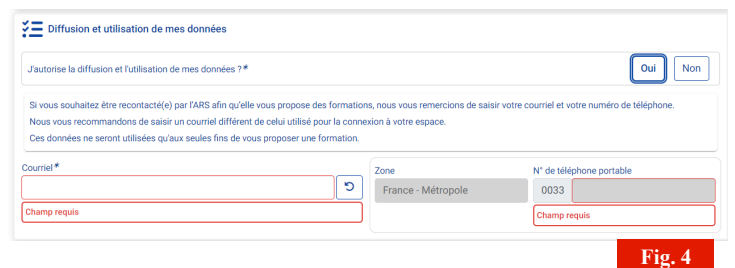 Diffusion et utilisation de mes données
J'autorise la diffusion et l'utilisation de mes données ?*
Oui
Non
Si vous souhaitez être recontacté(e) par l'ARS afin qu'elle vous propose des formations, nous vous remercions de saisir votre courriel et votre numéro de téléphone.
Nous vous recommandons de saisir un courriel différent de celui utilisé pour la connexion à votre espace.
Ces données ne seront utilisées qu'aux seules fins de vous proposer une formation.
Courriel*
Champ requis
Zone
France - Métropole
N° de téléphone portable
0033
Champ requis
Fig. 4